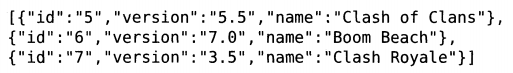 [{"id":"5","version":"5.5","name":"Clash of Clans"},
{"id":"6","version":"7.0","name":"Boom Beach"},
{"id":"7","version":"3.5","name":"Clash Royale"}]